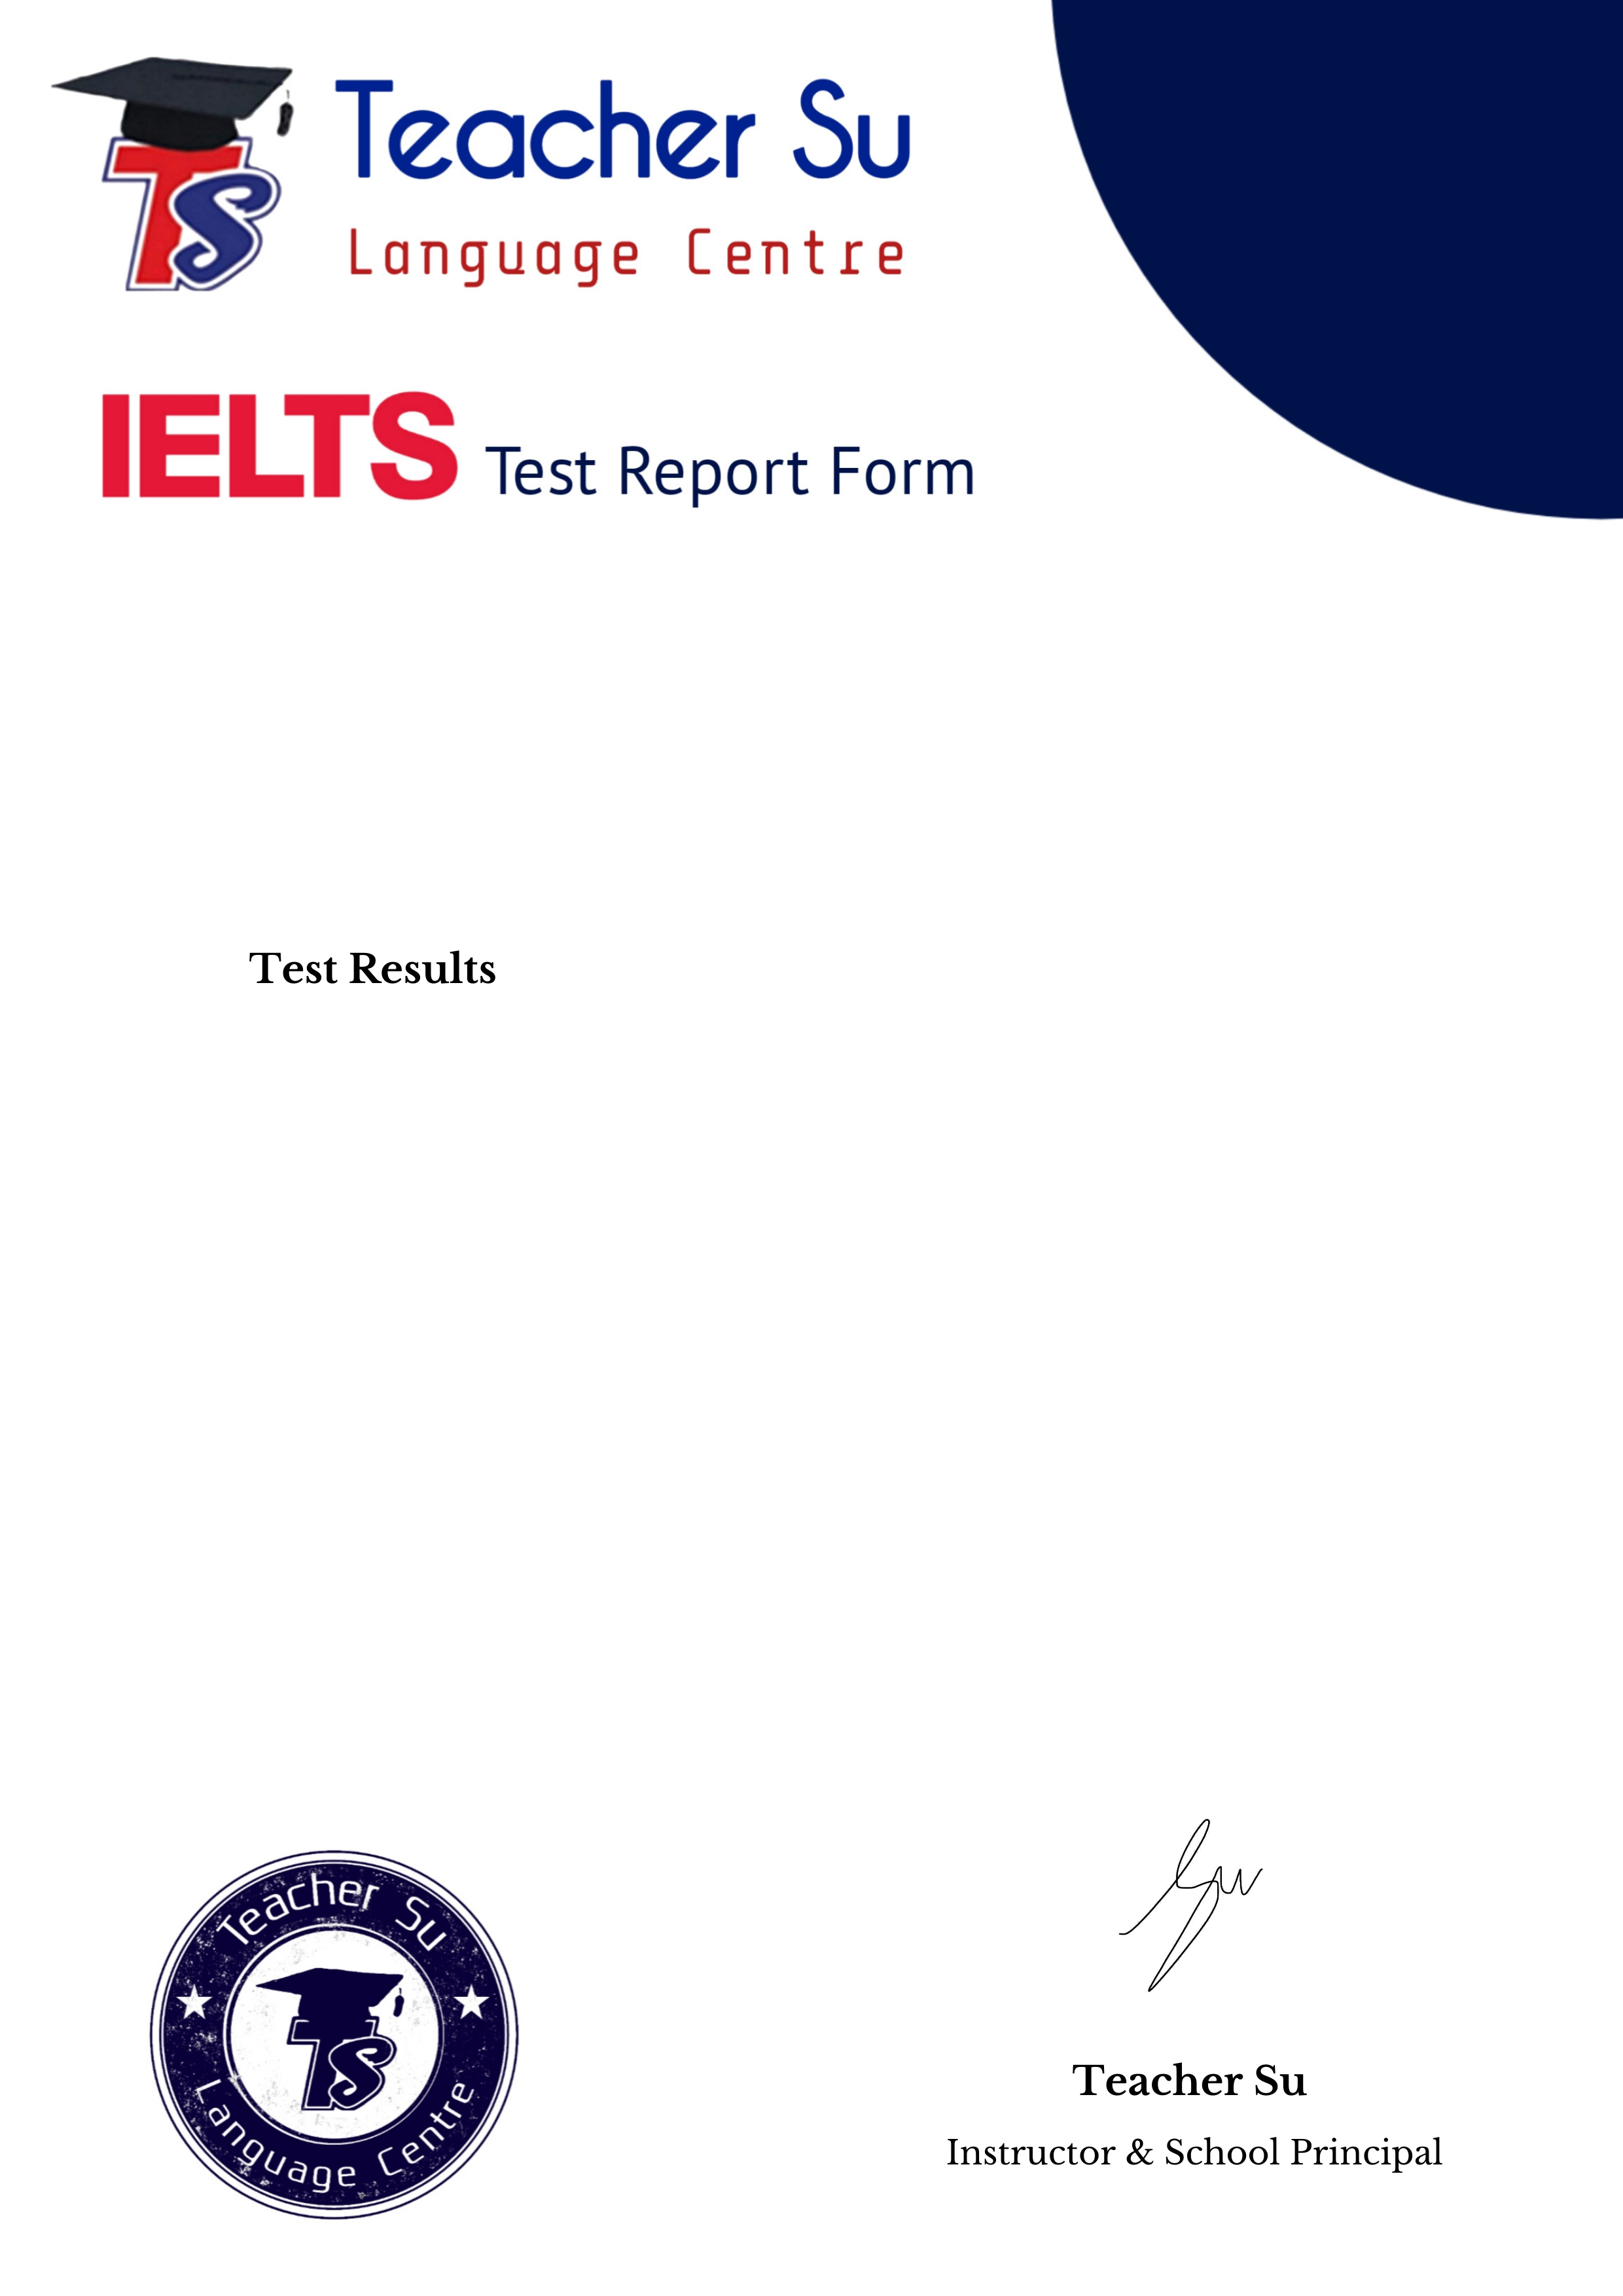 Teacher Su
Language Centre
TS
IELTS Test Report Form
Test Results
Teacher Su
TS
Language Centre
Su
Teacher Su
Instructor & School Principal